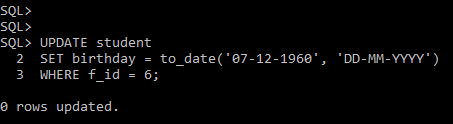 SQL>
SQL>
SQL> UPDATE student
2 SET birthday = to_date('07-12-1960', 'DD-MM-YYYY')
3 WHERE f_id = 6;
0 rows updated.